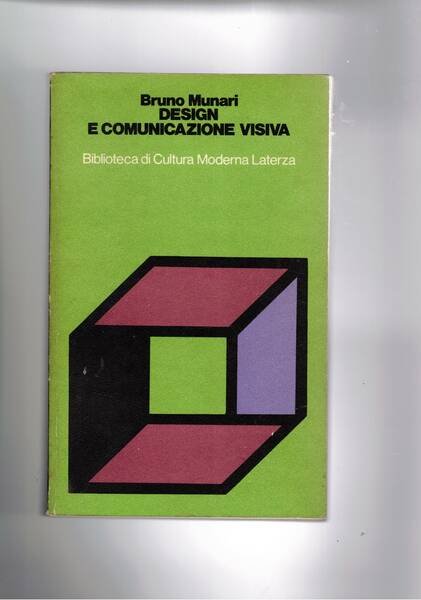 Bruno Munari
DESIGN
E COMUNICAZIONE VISIVA
Biblioteca di Cultura Moderna Laterza